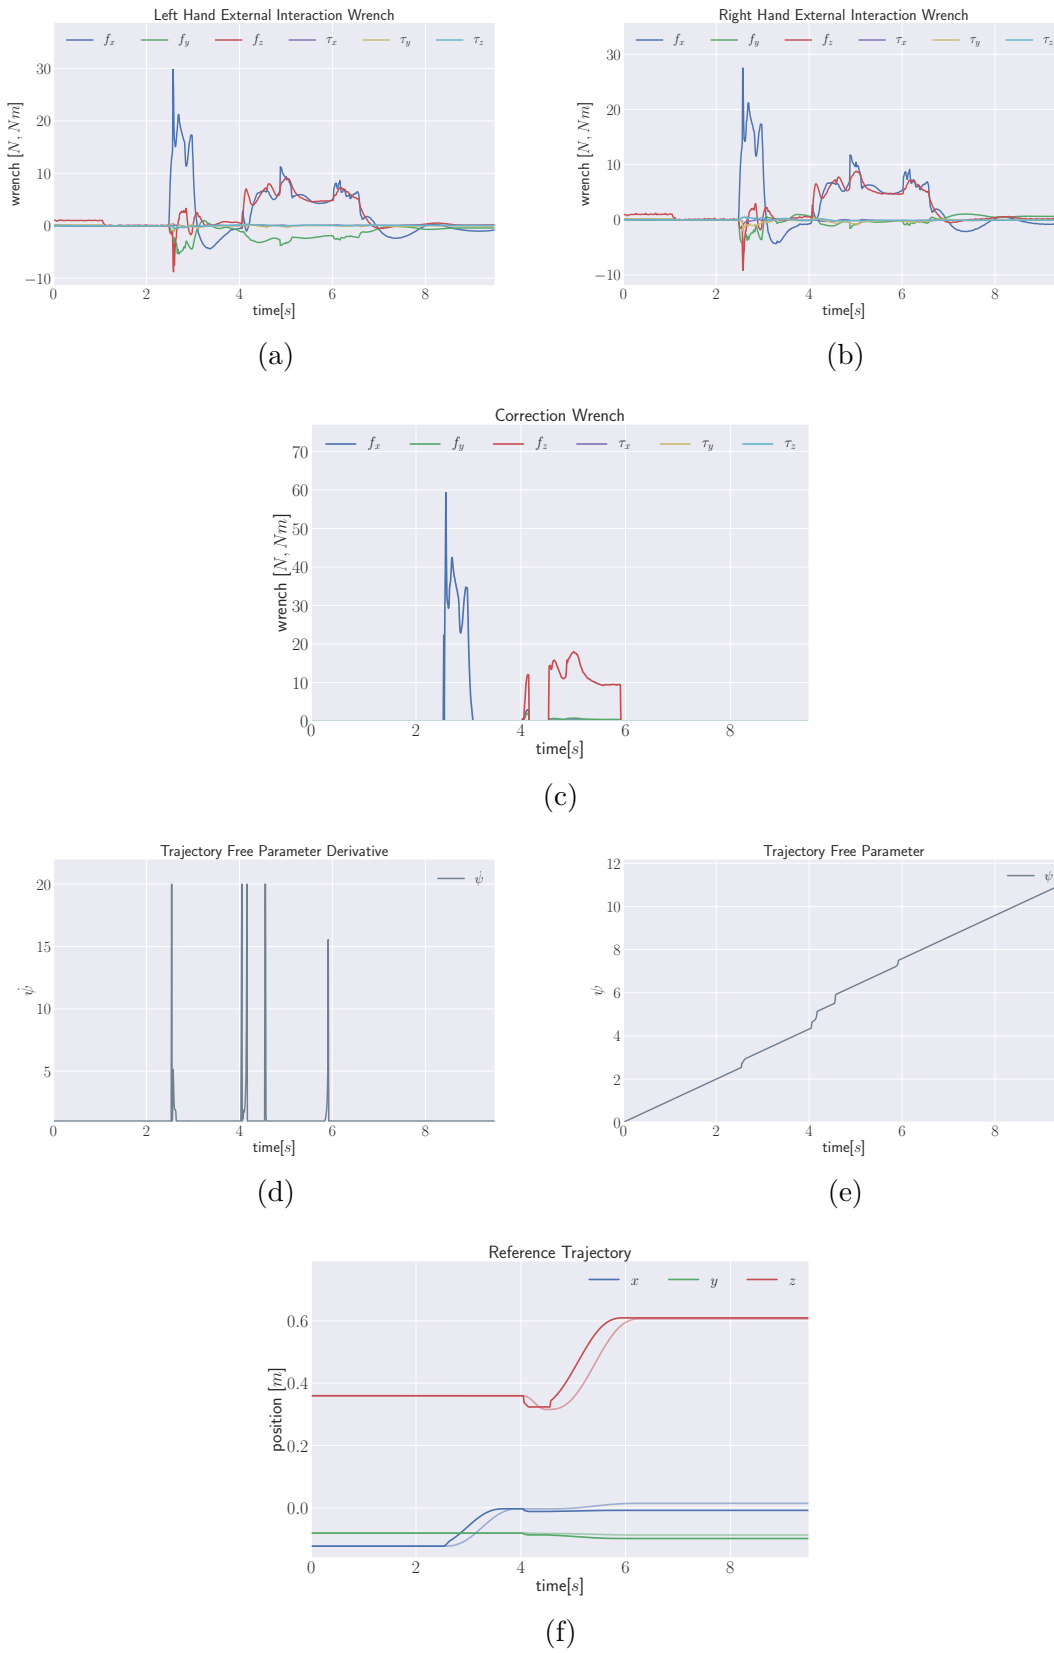 Left Hand External Interaction Wrench
f_x f_y f_z τ_x τ_y τ_z
wrench [N, Nm]
30
20
10
0
−10
0 2 4 6 8
time[s]
(a)
Right Hand External Interaction Wrench
f_x f_y f_z τ_x τ_y τ_z
wrench [N, Nm]
30
20
10
0
−10
0 2 4 6 8
time[s]
(b)
Correction Wrench
f_x f_y f_z τ_x τ_y τ_z
wrench [N, Nm]
70
60
50
40
30
20
10
0
0 2 4 6 8
time[s]
(c)
Trajectory Free Parameter Derivative
ψ̇
ψ̇
20
15
10
5
0 2 4 6 8
time[s]
(d)
Trajectory Free Parameter
ψ
ψ
12
10
8
6
4
2
0
0 2 4 6 8
time[s]
(e)
Reference Trajectory
x y z
position [m]
0.6
0.4
0.2
0.0
0 2 4 6 8
time[s]
(f)